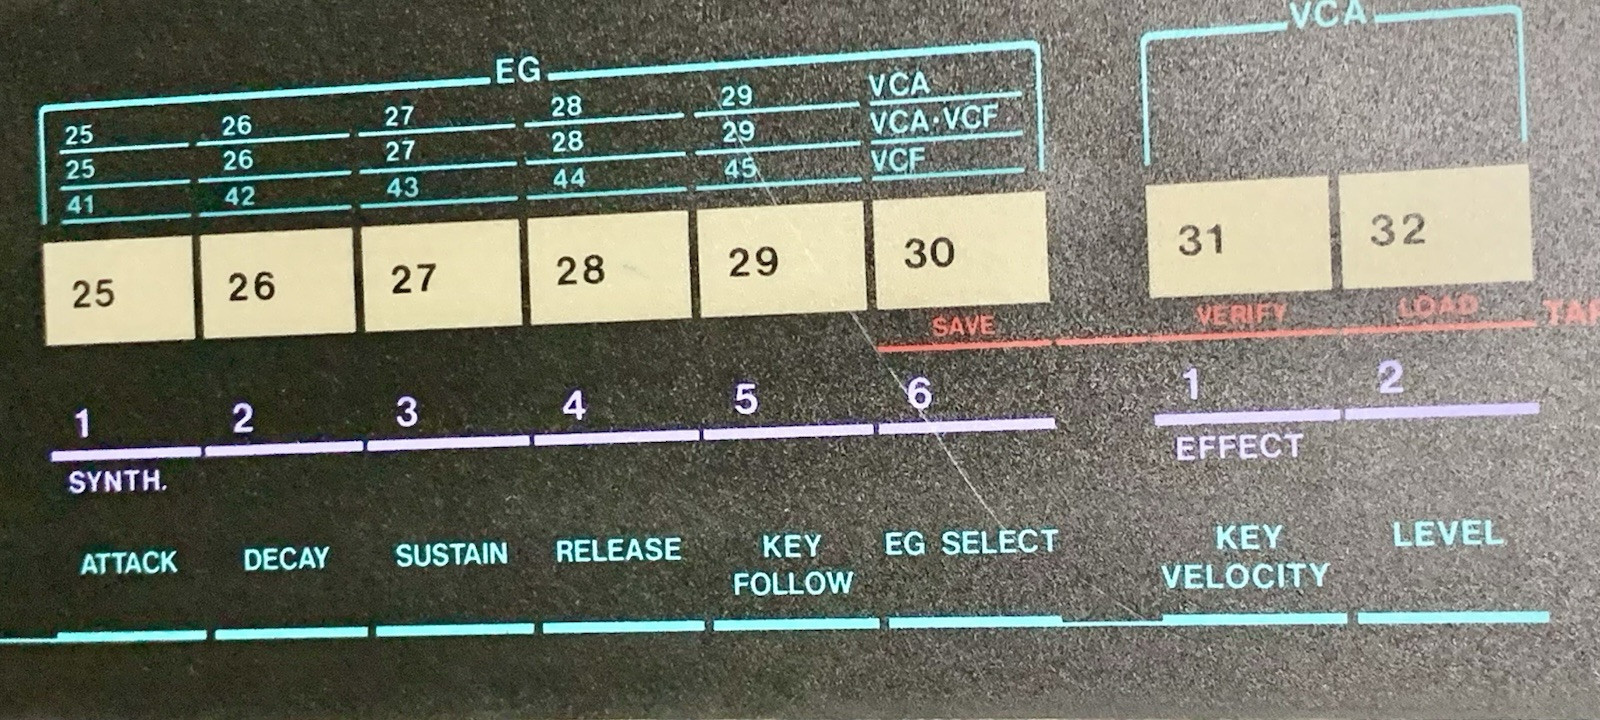 EG
VCA
25 26 27 28 29 VCA
25 26 27 28 29 VCA·VCF
41 42 43 44 45 VCF
25 26 27 28 29 30 31 32
SAVE VERIFY LOAD
1 2 3 4 5 6 1 2
SYNTH. EFFECT
ATTACK DECAY SUSTAIN RELEASE KEY FOLLOW EG SELECT KEY VELOCITY LEVEL